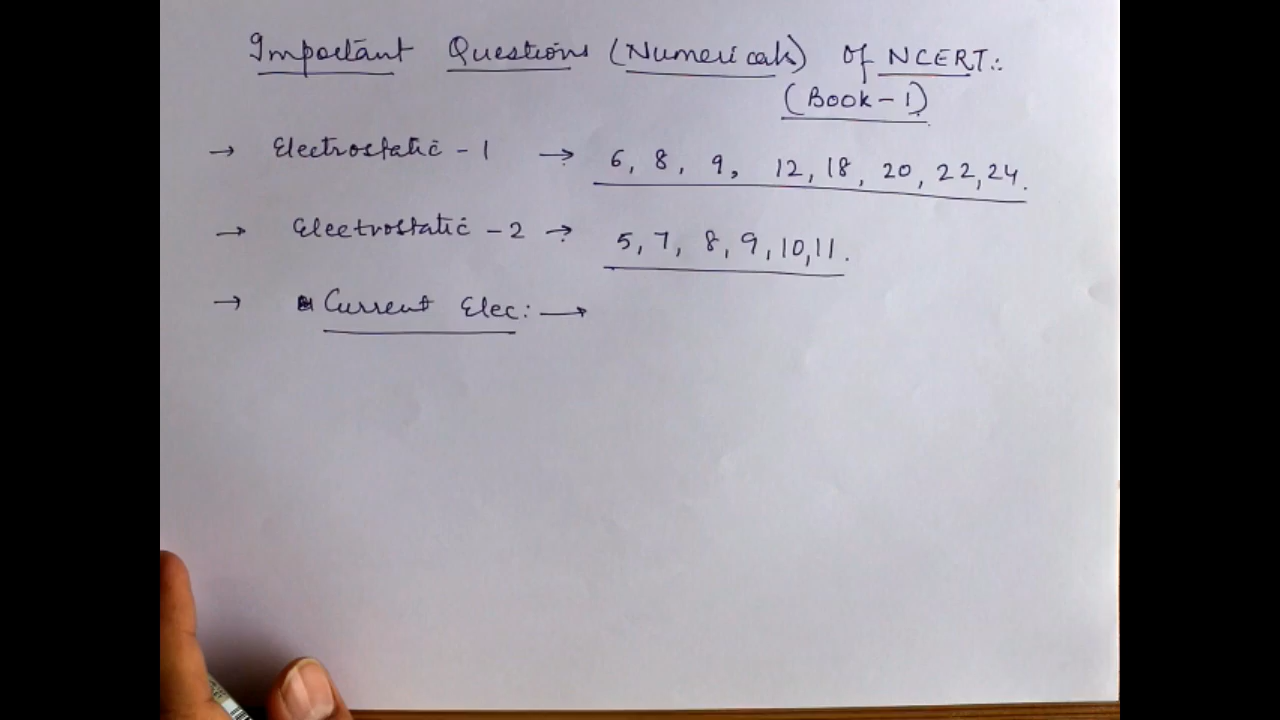 Important Questions (Numericals) Of NCERT:.
(Book-1)
→ Electrostatic-1 → 6, 8, 9, 12, 18, 20, 22, 24.
→ Electrostatic-2 → 5, 7, 8, 9, 10, 11.
→ Current Elec: →